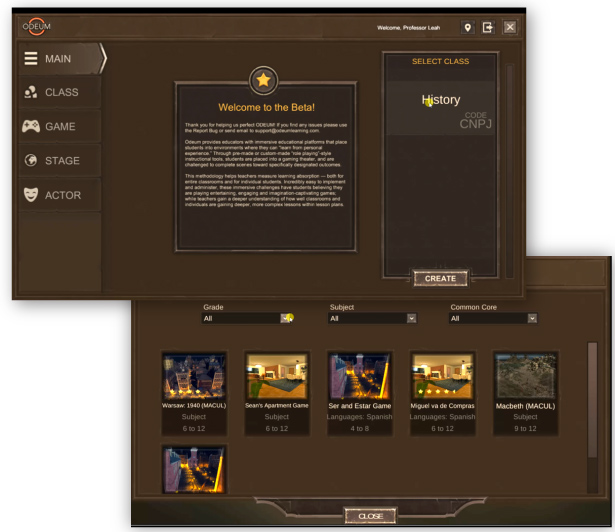 ODEUM
Welcome, Professor Leah
MAIN
CLASS
GAME
STAGE
ACTOR
Welcome to the Beta!
Thank you for helping us perfect ODEUM! If you find any issues please use
the Report Bug or send email to support@odeumlearning.com.
Odeum provides educators with immersive educational platforms that place
students into environments where they can "learn from personal
experience." Through pre-made or custom-made "role playing"-style
instructional tools, students are placed into a gaming theater, and are
challenged to complete scenes toward specifically designated outcomes.
This methodology helps teachers measure learning absorption — both for
entire classrooms and for individual students. Incredibly easy to implement
and administer, these immersive challenges have students believing they
are playing entertaining, engaging and imagination-captivating games;
while teachers gain a deeper understanding of how well classrooms and
individuals are gaining deeper, more complex lessons within lesson plans.
SELECT CLASS
History
CODE
CNPJ
CREATE
Grade
All
Subject
All
Common Core
All
Warsaw: 1940 (MACUL)
Subject
6 to 12
Sean's Apartment Game
Subject
6 to 12
Ser and Estar Game
Languages: Spanish
4 to 8
Miguel va de Compras
Languages: Spanish
6 to 12
Macbeth (MACUL)
Subject
9 to 12
CLOSE